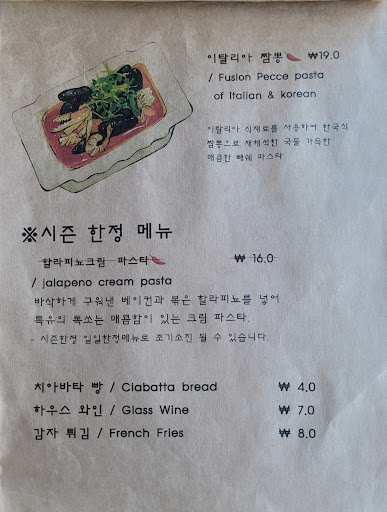 이탈리아 짬뽕 ₩19.0
/ Fusion Pecce pasta
of Italian & korean
이탈리아 식재료를 사용하여 한국식
짬뽕으로 재해석한 국물 가득한
매콤한 빼쉐 파스타
※시즌 한정 메뉴
할라피뇨크림 파스타 ₩ 16.0
/ jalapeno cream pasta
바삭하게 구워낸 베이컨과 볶은 할라피뇨를 넣어
특유의 톡쏘는 매콤함이 있는 크림 파스타.
- 시즌한정 일일한정메뉴로 조기소진 될 수 있습니다.
치아바타 빵 / Ciabatta bread ₩ 4.0
하우스 와인 / Glass Wine ₩ 7.0
감자 튀김 / French Fries ₩ 8.0